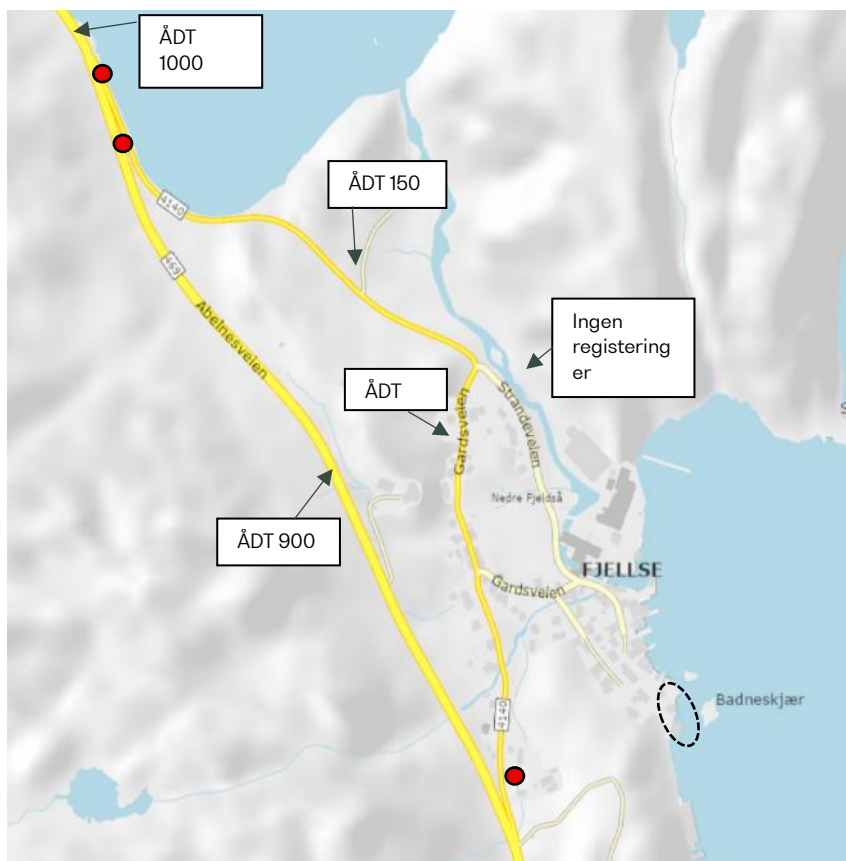 ÅDT
1000
4140
ÅDT 150
469
Abelnesveien
Ingen
registering
er
ÅDT
Gardsveien
Strandeveien
S
Nedre Fjeldså
ÅDT 900
FJELLSE
Gardsveien
4140
Badneskjær